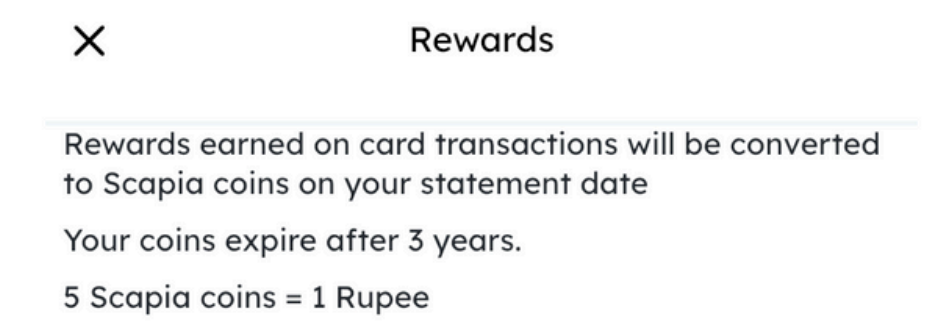 Rewards
Rewards earned on card transactions will be converted
to Scapia coins on your statement date
Your coins expire after 3 years.
5 Scapia coins = 1 Rupee